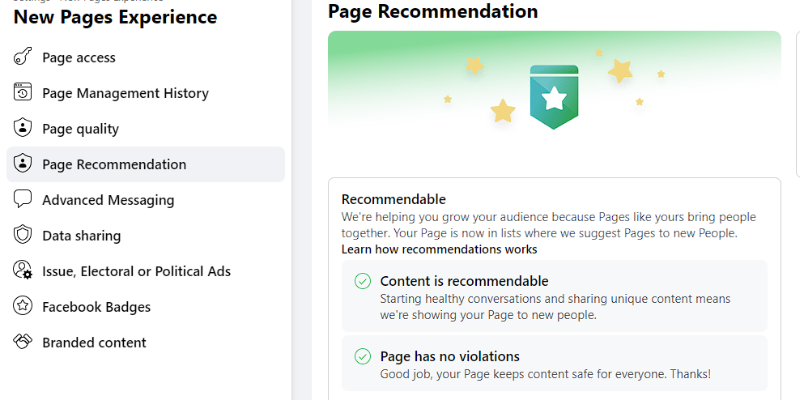 New Pages Experience
Page access
Page Management History
Page quality
Page Recommendation
Advanced Messaging
Data sharing
Issue, Electoral or Political Ads
Facebook Badges
Branded content
Page Recommendation
Recommendable
We're helping you grow your audience because Pages like yours bring people
together. Your Page is now in lists where we suggest Pages to new People.
Learn how recommendations works
Content is recommendable
Starting healthy conversations and sharing unique content means
we're showing your Page to new people.
Page has no violations
Good job, your Page keeps content safe for everyone. Thanks!